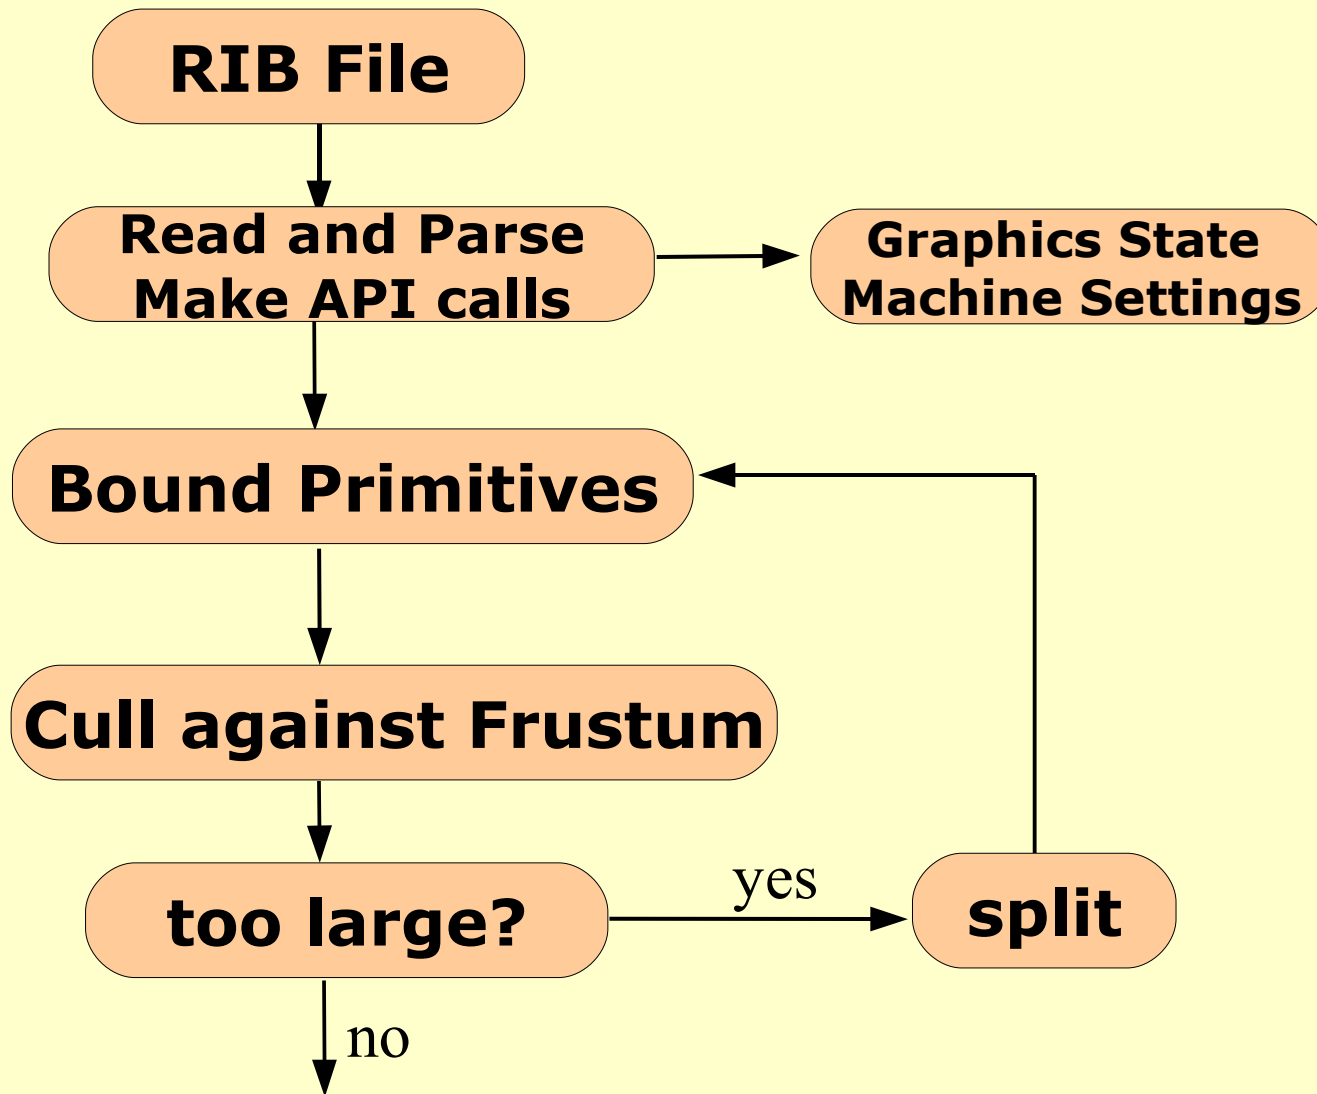 RIB File
Read and Parse
Make API calls
Graphics State
Machine Settings
Bound Primitives
Cull against Frustum
too large?
yes
split
no